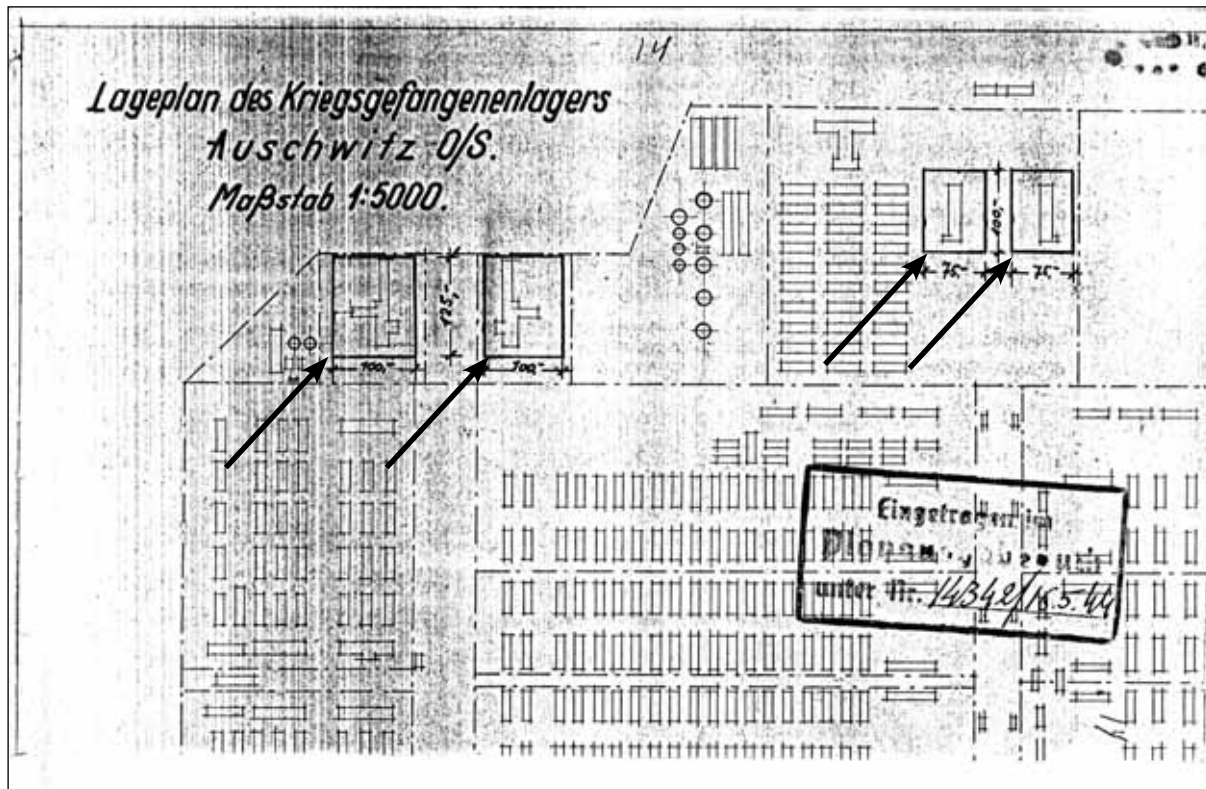 14
Lageplan des Kriegsgefangenenlagers
Auschwitz O/S.
Maßstab 1:5000.
100,-
75,-
75,-
125,-
100,-
100,-
Eingetragen im
unter Nr. 14342/16.5.44